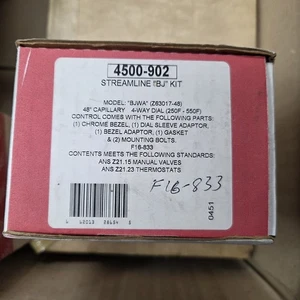 4500-902
STREAMLINE "BJ" KIT
MODEL: "BJWA" (Z63017-48)
48" CAPILLARY 4-WAY DIAL (250F - 550F)
CONTROL COMES WITH THE FOLLOWING PARTS:
(1) CHROME BEZEL, (1) DIAL SLEEVE ADAPTOR,
(1) BEZEL ADAPTOR, (1) GASKET
& (2) MOUNTING BOLTS.
F16-833
CONTENTS MEETS THE FOLLOWING STANDARDS:
ANS Z21.15 MANUAL VALVES
ANS Z21.23 THERMOSTATS
F16-833
0451